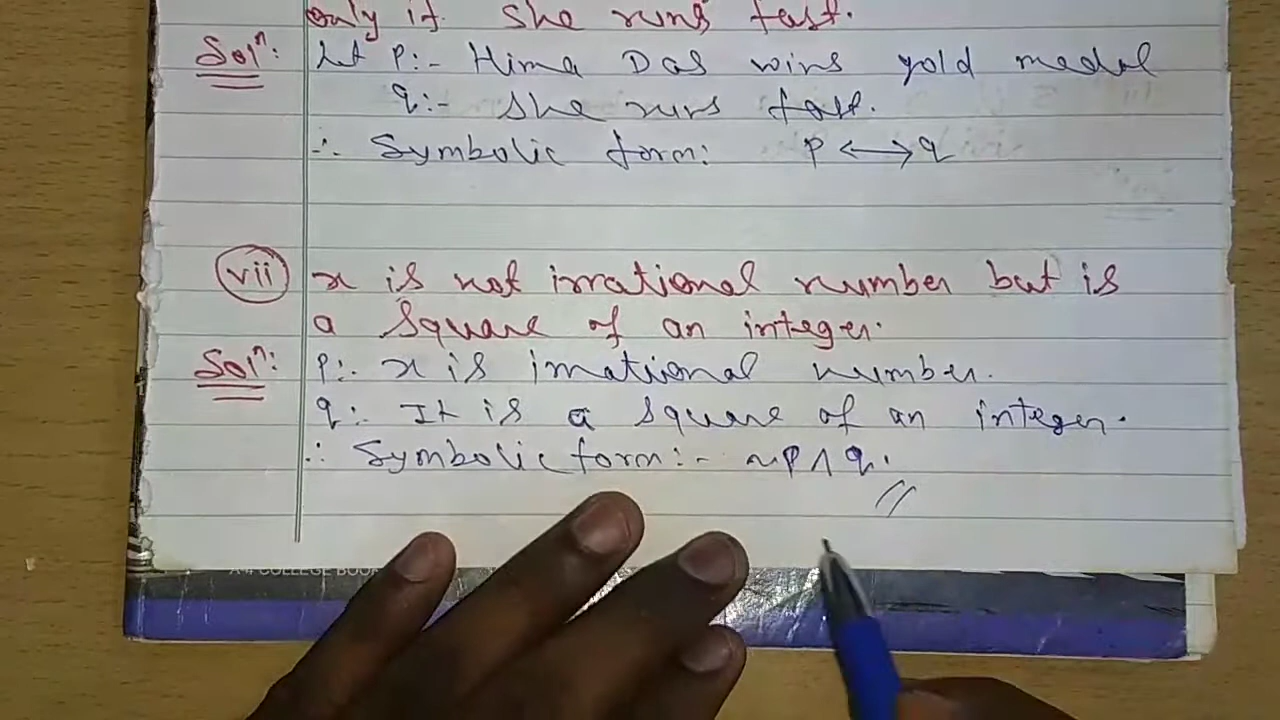 only if she runs fast.
Solⁿ: Let P:- Hima Das wins gold medal
q:- She runs fast.
∴ Symbolic form: P ⟷ q
vii x is not irrational number but is
a square of an integer.
Solⁿ: P:- x is irrational number.
q:- It is a square of an integer.
∴ Symbolic form:- ~P ∧ q.
COLLEGE BOOK